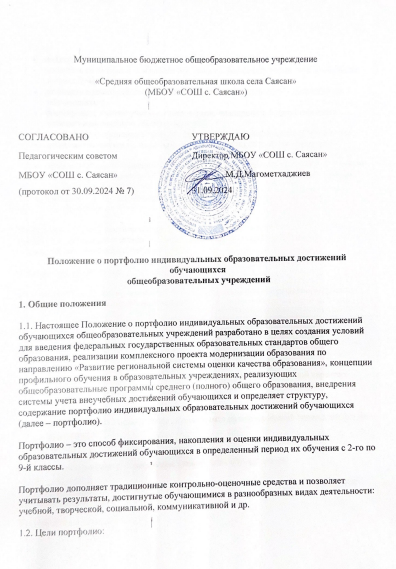 Муниципальное бюджетное общеобразовательное учреждение
«Средняя общеобразовательная школа села Саясан»
(МБОУ «СОШ с. Саясан»)
СОГЛАСОВАНО УТВЕРЖДАЮ
Педагогическим советом Директор МБОУ «СОШ с. Саясан»
МБОУ «СОШ с. Саясан» М.Д.Магометхаджиев
(протокол от 30.09.2024 № 7) 31.09.2024
Положение о портфолио индивидуальных образовательных достижений
обучающихся
общеобразовательных учреждений
1. Общие положения
1.1. Настоящее Положение о портфолио индивидуальных образовательных достижений
обучающихся общеобразовательных учреждений разработано в целях создания условий
для введения федеральных государственных образовательных стандартов общего
образования, реализации комплексного проекта модернизации образования по
направлению «Развитие региональной системы оценки качества образования», концепции
профильного обучения в образовательных учреждениях, реализующих
общеобразовательные программы среднего (полного) общего образования, внедрения
системы учета внеучебных достижений обучающихся и определяет структуру,
содержание портфолио индивидуальных образовательных достижений обучающихся
(далее – портфолио).
Портфолио – это способ фиксирования, накопления и оценки индивидуальных
образовательных достижений обучающихся в определенный период их обучения с 2-го по
9-й классы.
Портфолио дополняет традиционные контрольно-оценочные средства и позволяет
учитывать результаты, достигнутые обучающимися в разнообразных видах деятельности:
учебной, творческой, социальной, коммуникативной и др.
1.2. Цели портфолио: